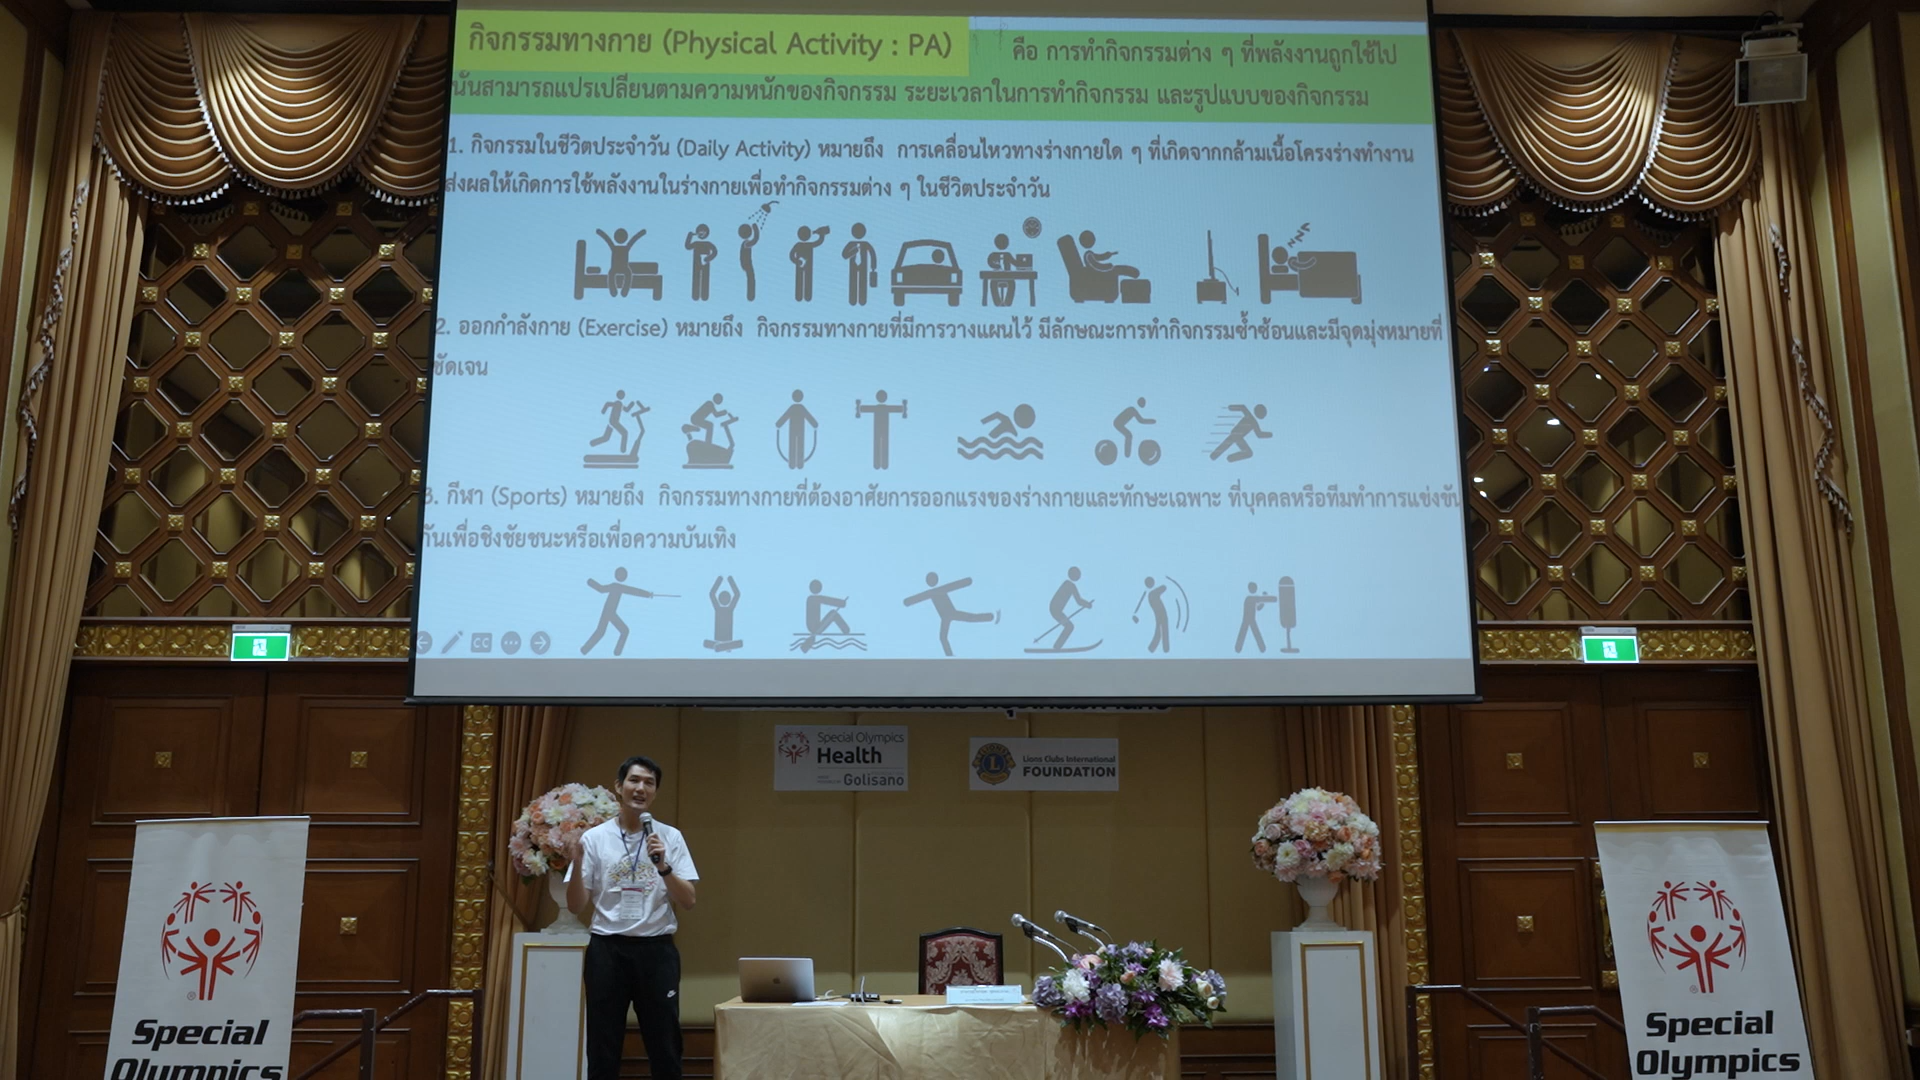 กิจกรรมทางกาย (Physical Activity : PA) คือ การทำกิจกรรมต่าง ๆ ที่พลังงานถูกใช้ไป
นั้นสามารถแปรเปลี่ยนตามความหนักของกิจกรรม ระยะเวลาในการทำกิจกรรม และรูปแบบของกิจกรรม
1. กิจกรรมในชีวิตประจำวัน (Daily Activity) หมายถึง การเคลื่อนไหวทางร่างกายใด ๆ ที่เกิดจากกล้ามเนื้อโครงร่างทำงาน
ส่งผลให้เกิดการใช้พลังงานในร่างกายเพื่อทำกิจกรรมต่าง ๆ ในชีวิตประจำวัน
2. ออกกำลังกาย (Exercise) หมายถึง กิจกรรมทางกายที่มีการวางแผนไว้ มีลักษณะการทำกิจกรรมซ้ำซ้อนและมีจุดมุ่งหมายที่
ชัดเจน
3. กีฬา (Sports) หมายถึง กิจกรรมทางกายที่ต้องอาศัยการออกแรงของร่างกายและทักษะเฉพาะ ที่บุคคลหรือทีมทำการแข่งขัน
กันเพื่อชิงชัยชนะหรือเพื่อความบันเทิง
CC
Special Olympics
Health
Golisano
Lions Clubs International
FOUNDATION
Special
Olympics
Special
Olympics